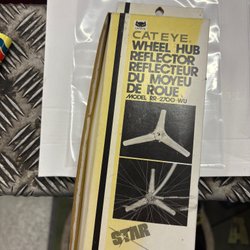 CAT EYE
WHEEL HUB
REFLECTOR
REFLECTEUR
DU MOYEU
DE ROUE
MODEL RR-2700-WU
STAR